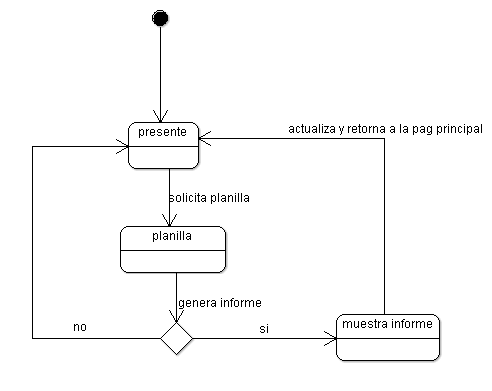 actualiza y retorna a la pag principal
presente
solicita planilla
planilla
genera informe
no
si
muestra informe